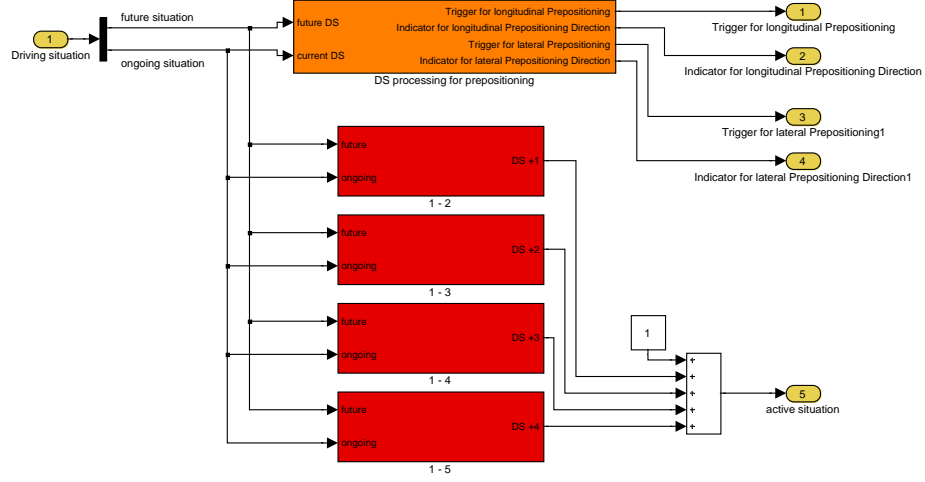 1
Driving situation
future situation
ongoing situation
future DS
current DS
Trigger for longitudinal Prepositioning
Indicator for longitudinal Prepositioning Direction
Trigger for lateral Prepositioning
Indicator for lateral Prepositioning Direction
DS processing for prepositioning
1
Trigger for longitudinal Prepositioning
2
Indicator for longitudinal Prepositioning Direction
3
Trigger for lateral Prepositioning1
4
Indicator for lateral Prepositioning Direction1
future
ongoing
DS +1
1 - 2
future
ongoing
DS +2
1 - 3
future
ongoing
DS +3
1 - 4
future
ongoing
DS +4
1 - 5
1
+
+
+
+
+
5
active situation